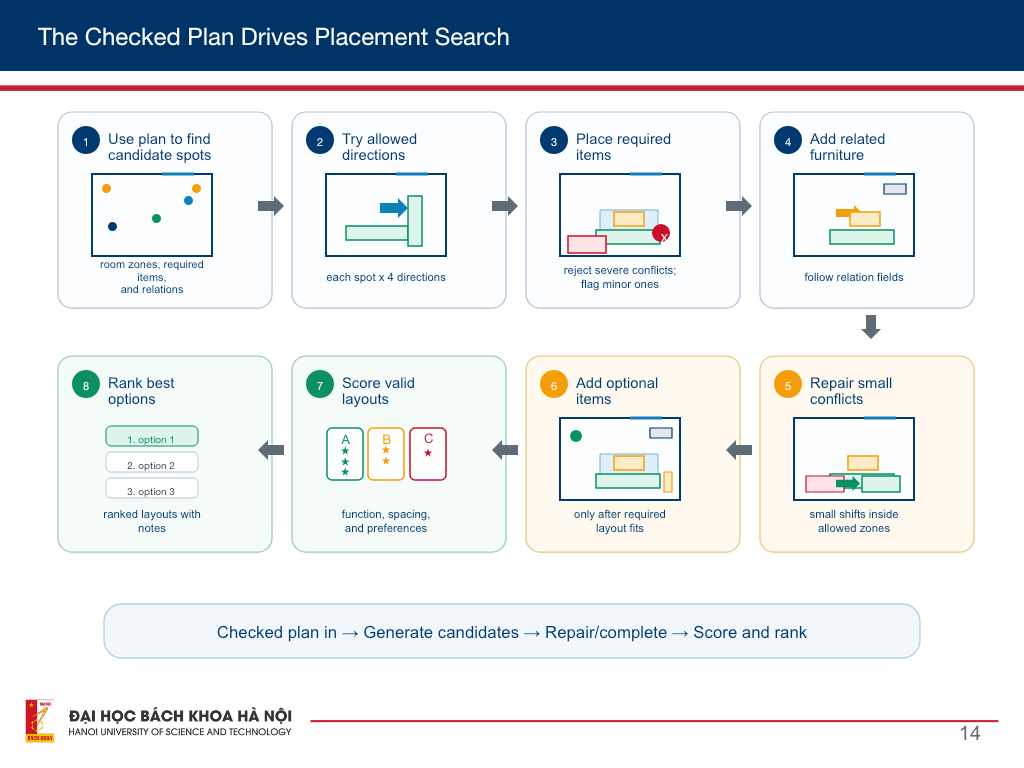 The Checked Plan Drives Placement Search
1
Use plan to find
candidate spots
room zones, required
items,
and relations
2
Try allowed
directions
each spot x 4 directions
3
Place required
items
x
reject severe conflicts;
flag minor ones
4
Add related
furniture
follow relation fields
8
Rank best
options
1. option 1
2. option 2
3. option 3
ranked layouts with
notes
7
Score valid
layouts
A
★
★
★
B
★
★
C
★
function, spacing,
and preferences
6
Add optional
items
only after required
layout fits
5
Repair small
conflicts
small shifts inside
allowed zones
Checked plan in → Generate candidates → Repair/complete → Score and rank
ĐẠI HỌC
BÁCH KHOA
ĐẠI HỌC BÁCH KHOA HÀ NỘI
HANOI UNIVERSITY OF SCIENCE AND TECHNOLOGY
14